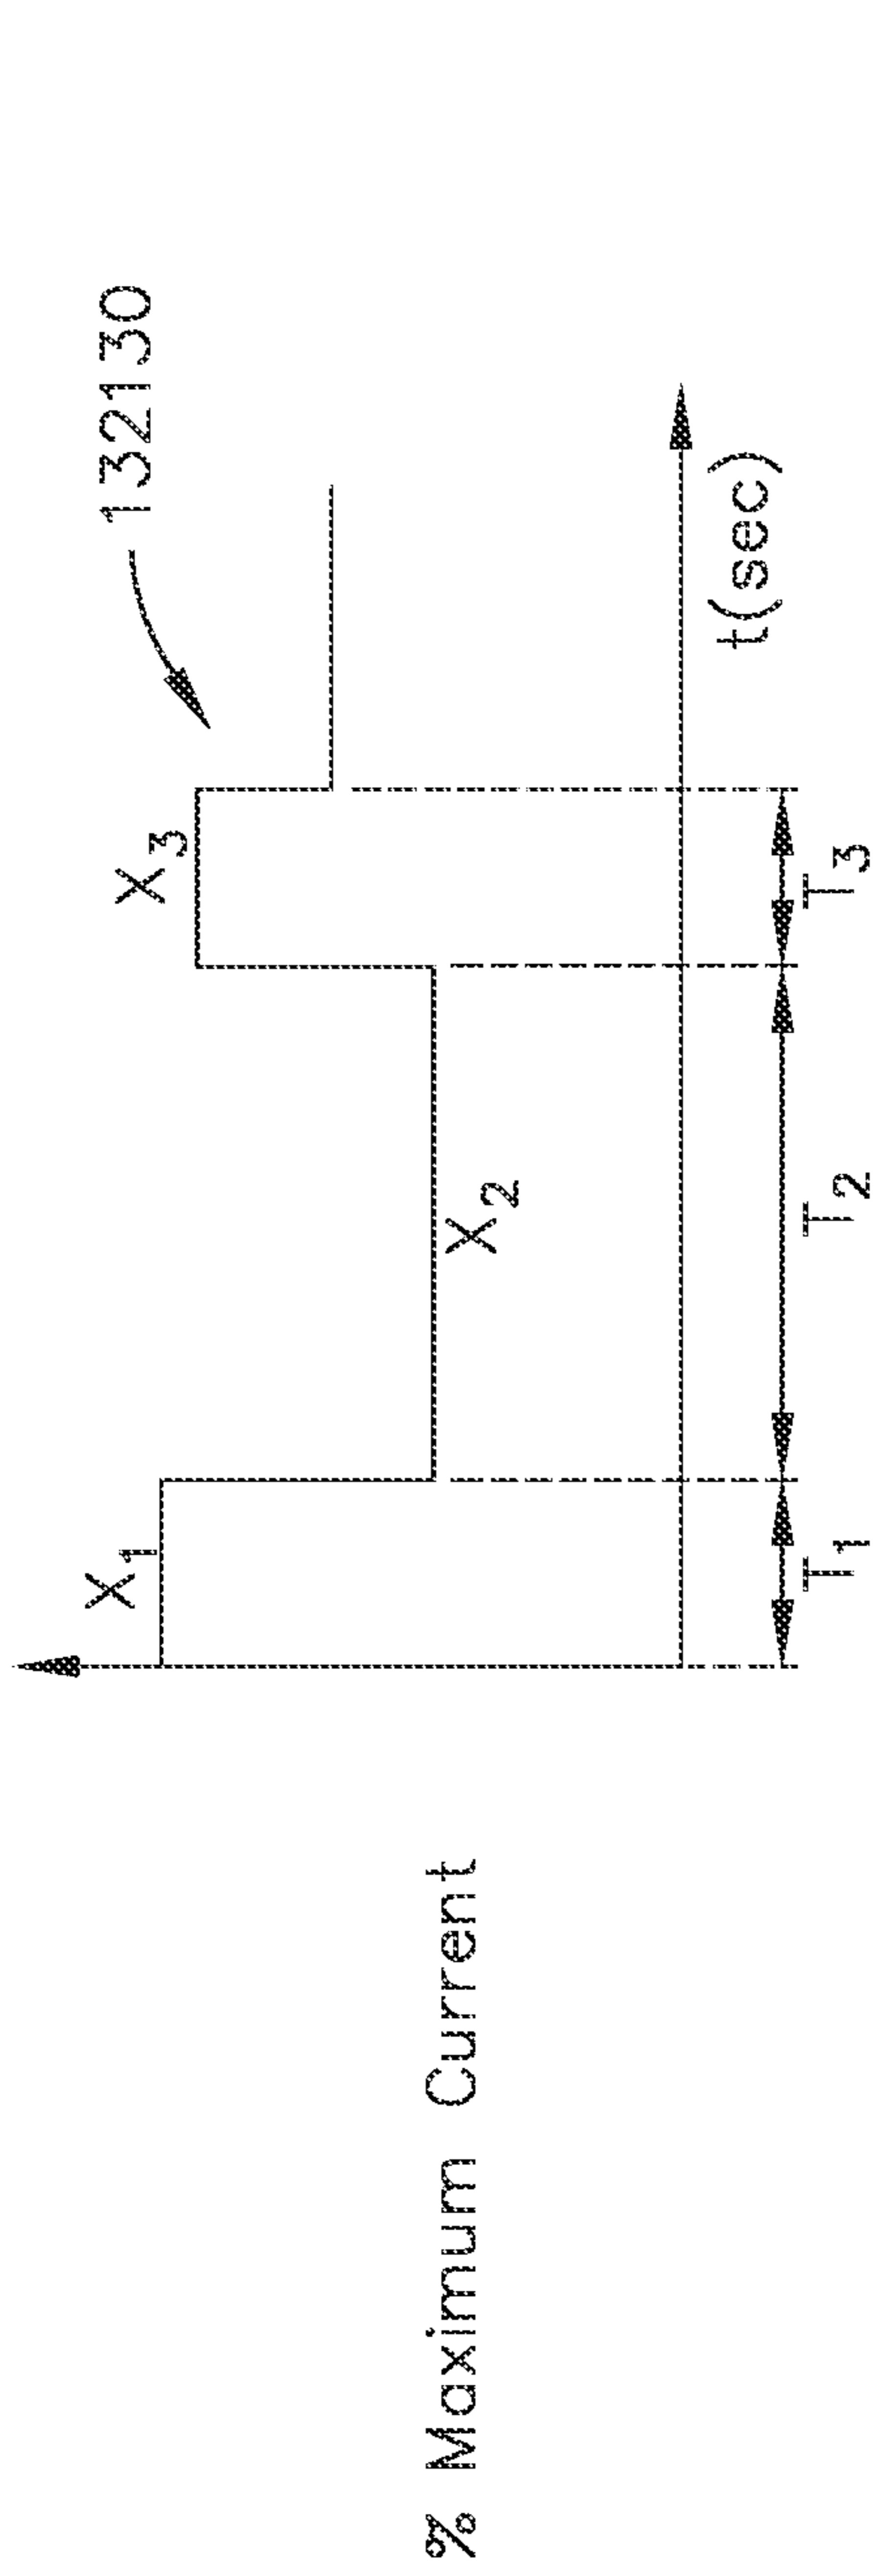 132130
X1
X3
X2
% Maximum Current
t(sec)
T1
T2
T3